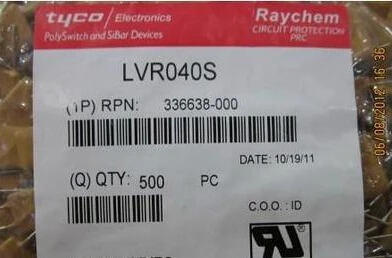 tyco / Electronics
PolySwitch and SiBar Devices
Raychem
CIRCUIT PROTECTION
PRC
LVR040S
(1P) RPN: 336638-000
DATE: 10/19/11
(Q) QTY: 500 PC
C.O.O. : ID
06/08/2012 16:36